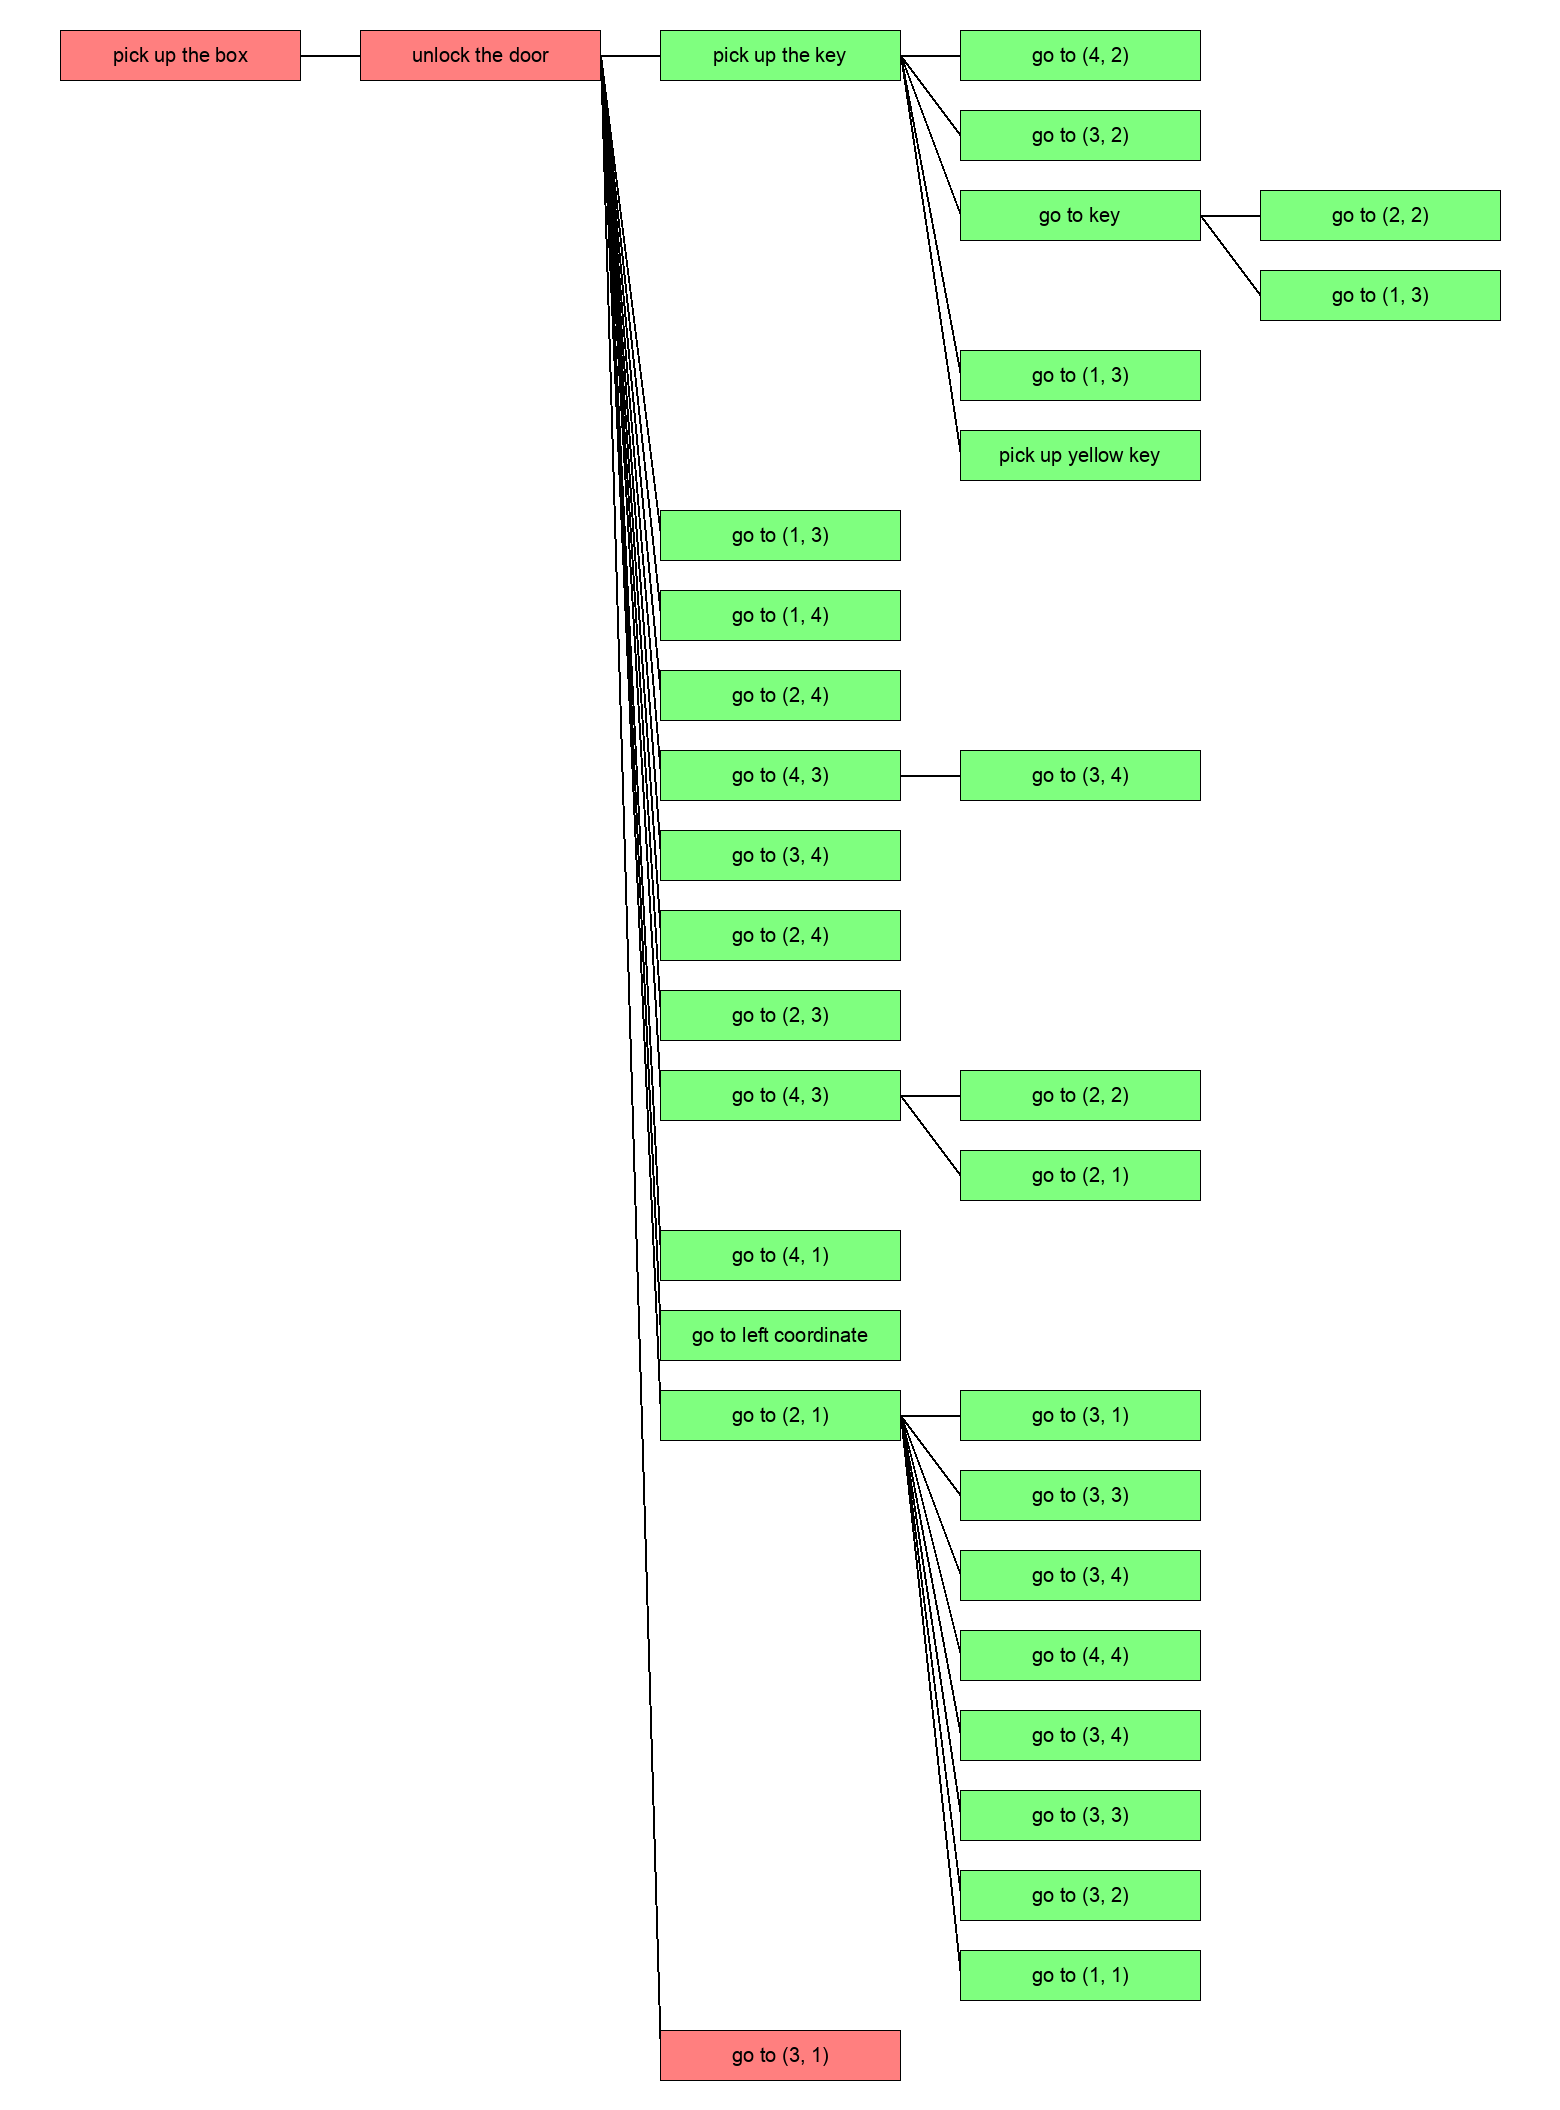 pick up the box
unlock the door
pick up the key
go to (4, 2)
go to (3, 2)
go to key
go to (2, 2)
go to (1, 3)
go to (1, 3)
pick up yellow key
go to (1, 3)
go to (1, 4)
go to (2, 4)
go to (4, 3)
go to (3, 4)
go to (3, 4)
go to (2, 4)
go to (2, 3)
go to (4, 3)
go to (2, 2)
go to (2, 1)
go to (4, 1)
go to left coordinate
go to (2, 1)
go to (3, 1)
go to (3, 3)
go to (3, 4)
go to (4, 4)
go to (3, 4)
go to (3, 3)
go to (3, 2)
go to (1, 1)
go to (3, 1)